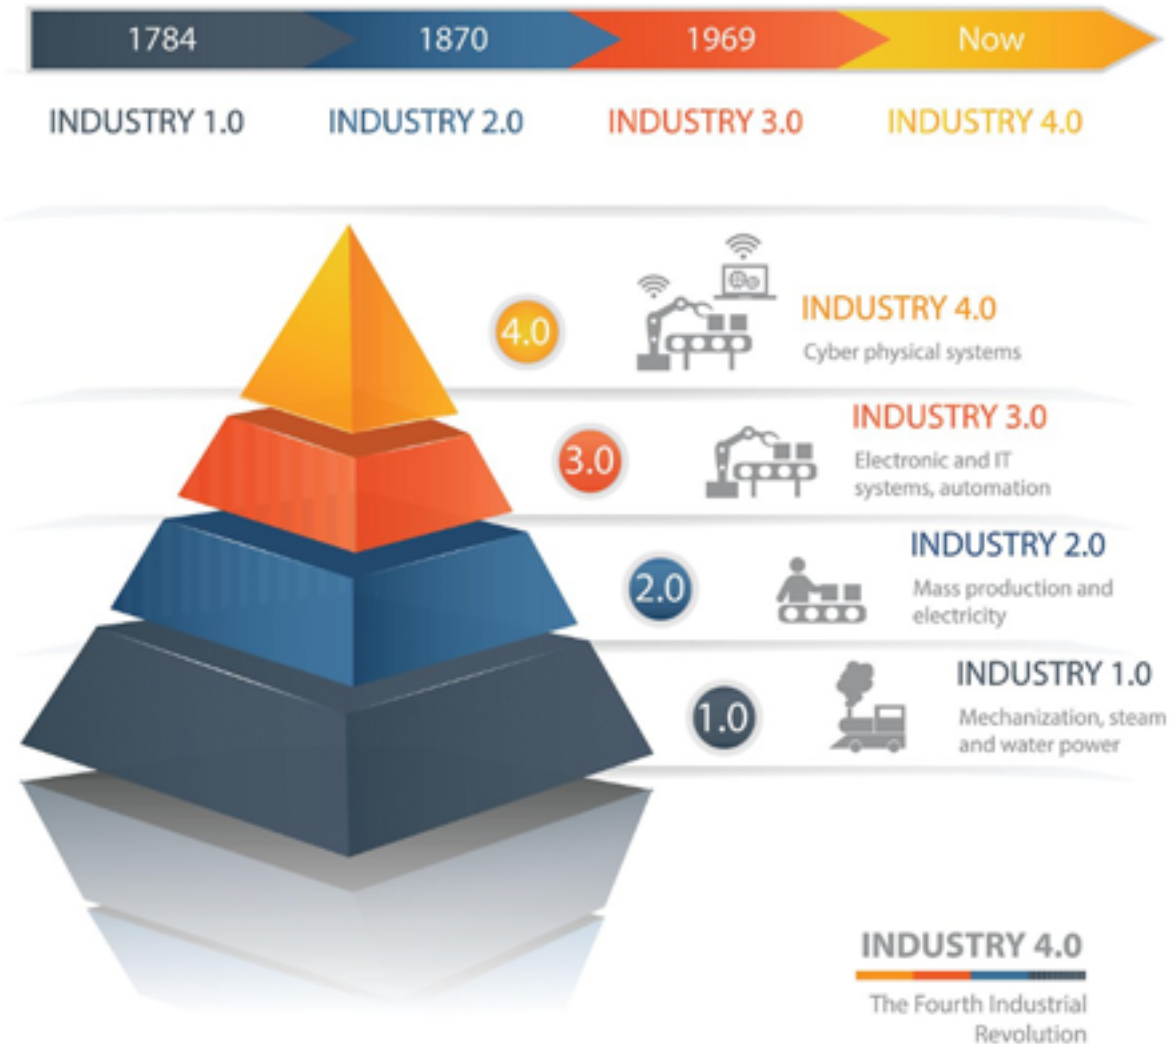 1784 1870 1969 Now
INDUSTRY 1.0 INDUSTRY 2.0 INDUSTRY 3.0 INDUSTRY 4.0
4.0
INDUSTRY 4.0
Cyber physical systems
3.0
INDUSTRY 3.0
Electronic and IT
systems, automation
2.0
INDUSTRY 2.0
Mass production and
electricity
1.0
INDUSTRY 1.0
Mechanization, steam
and water power
INDUSTRY 4.0
The Fourth Industrial
Revolution